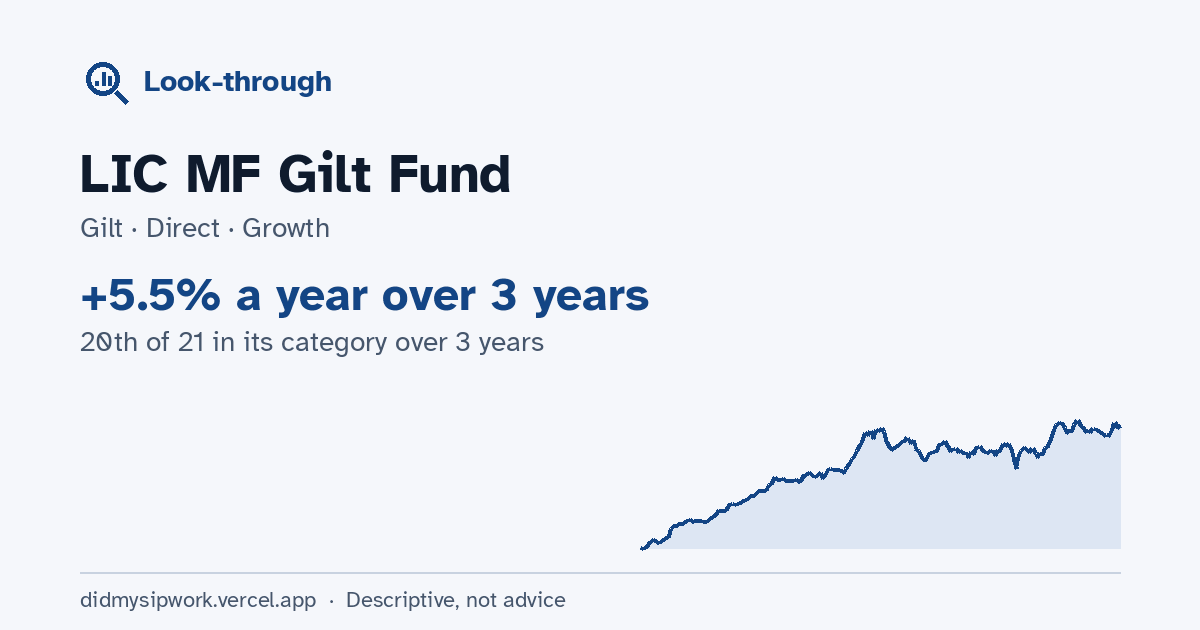 Look-through
LIC MF Gilt Fund
Gilt · Direct · Growth
+5.5% a year over 3 years
20th of 21 in its category over 3 years
didmysipwork.vercel.app · Descriptive, not advice